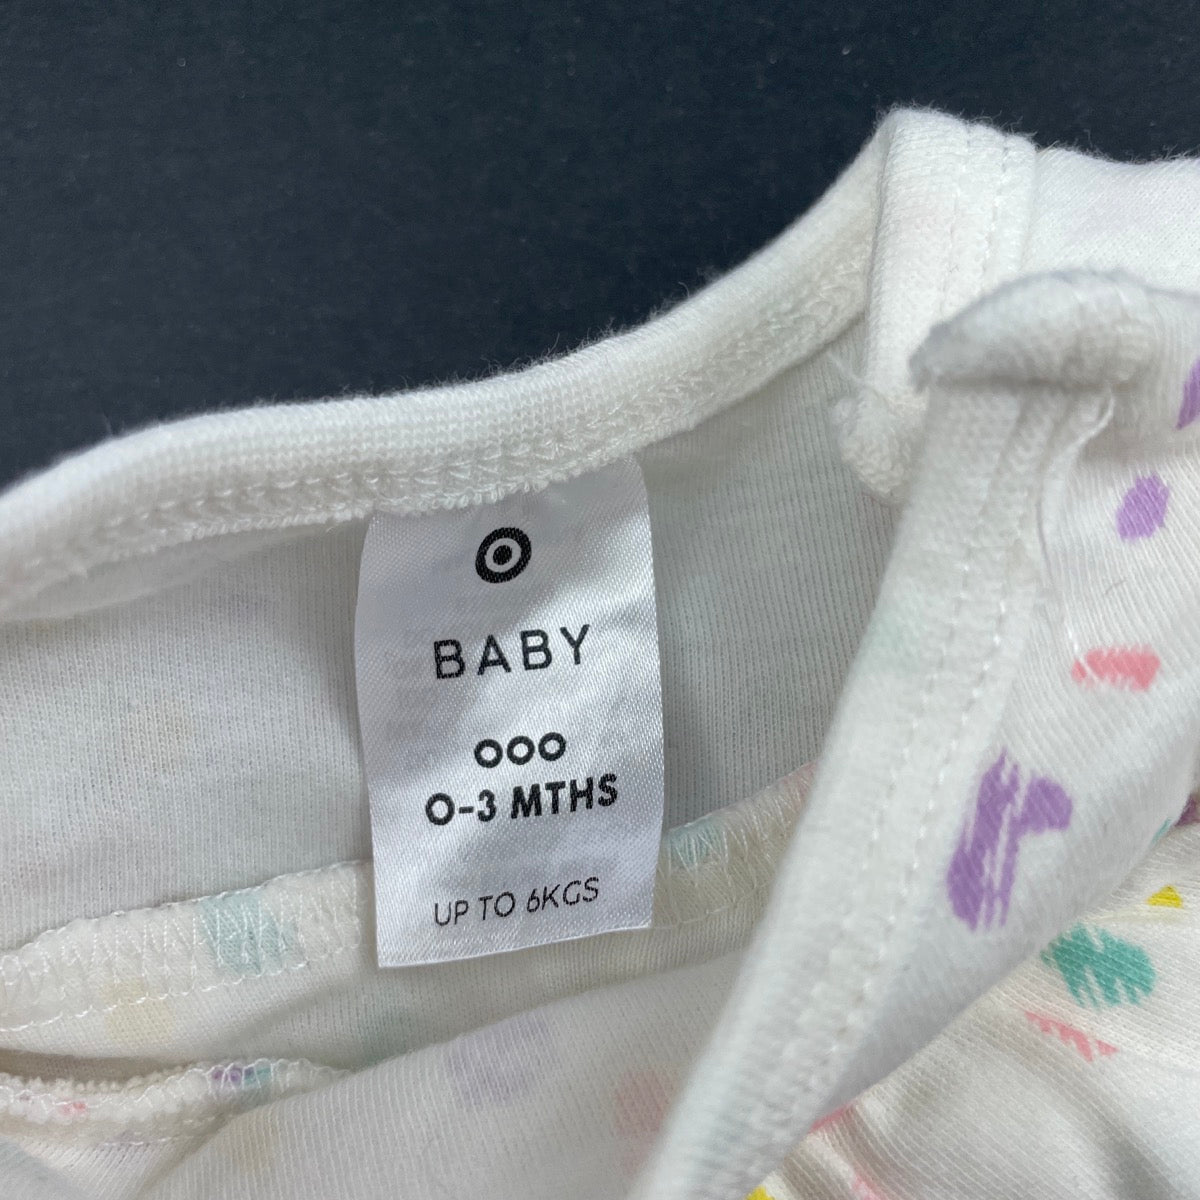 BABY
000
0-3 MTHS
UP TO 6KGS